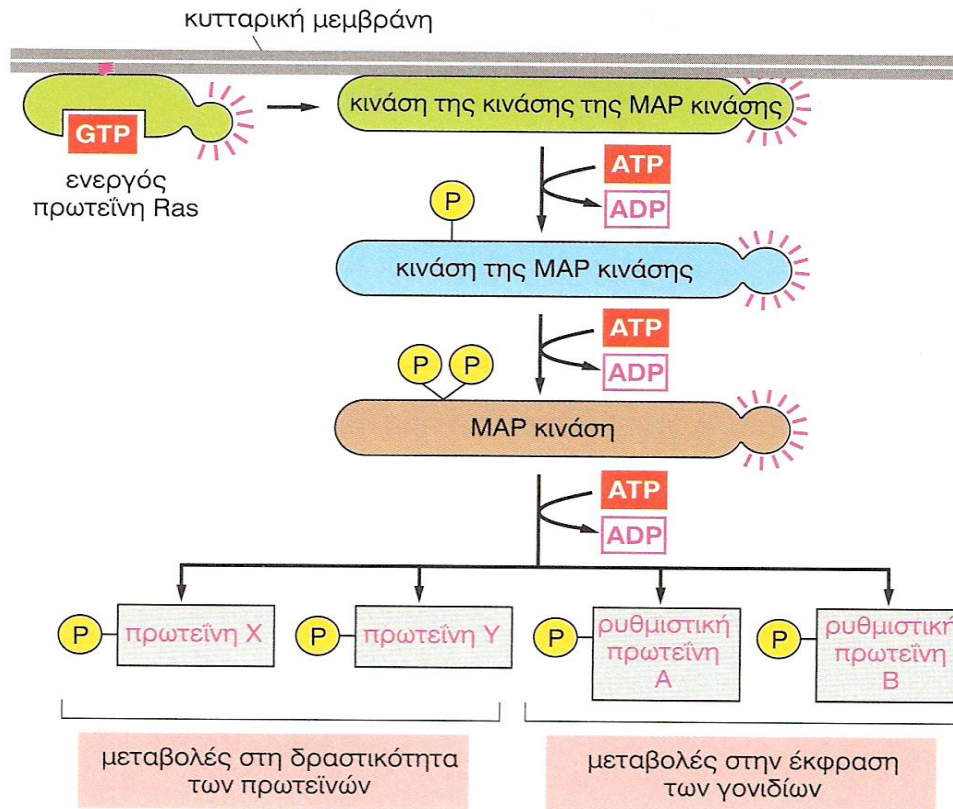 κυτταρική μεμβράνη
κινάση της κινάσης της MAP κινάσης
GTP
ενεργός
πρωτεΐνη Ras
ATP
ADP
P
κινάση της MAP κινάσης
ATP
ADP
P P
MAP κινάση
ATP
ADP
P
πρωτεΐνη X
P
πρωτεΐνη Y
P
ρυθμιστική
πρωτεΐνη
A
P
ρυθμιστική
πρωτεΐνη
B
μεταβολές στη δραστικότητα
των πρωτεϊνών
μεταβολές στην έκφραση
των γονιδίων